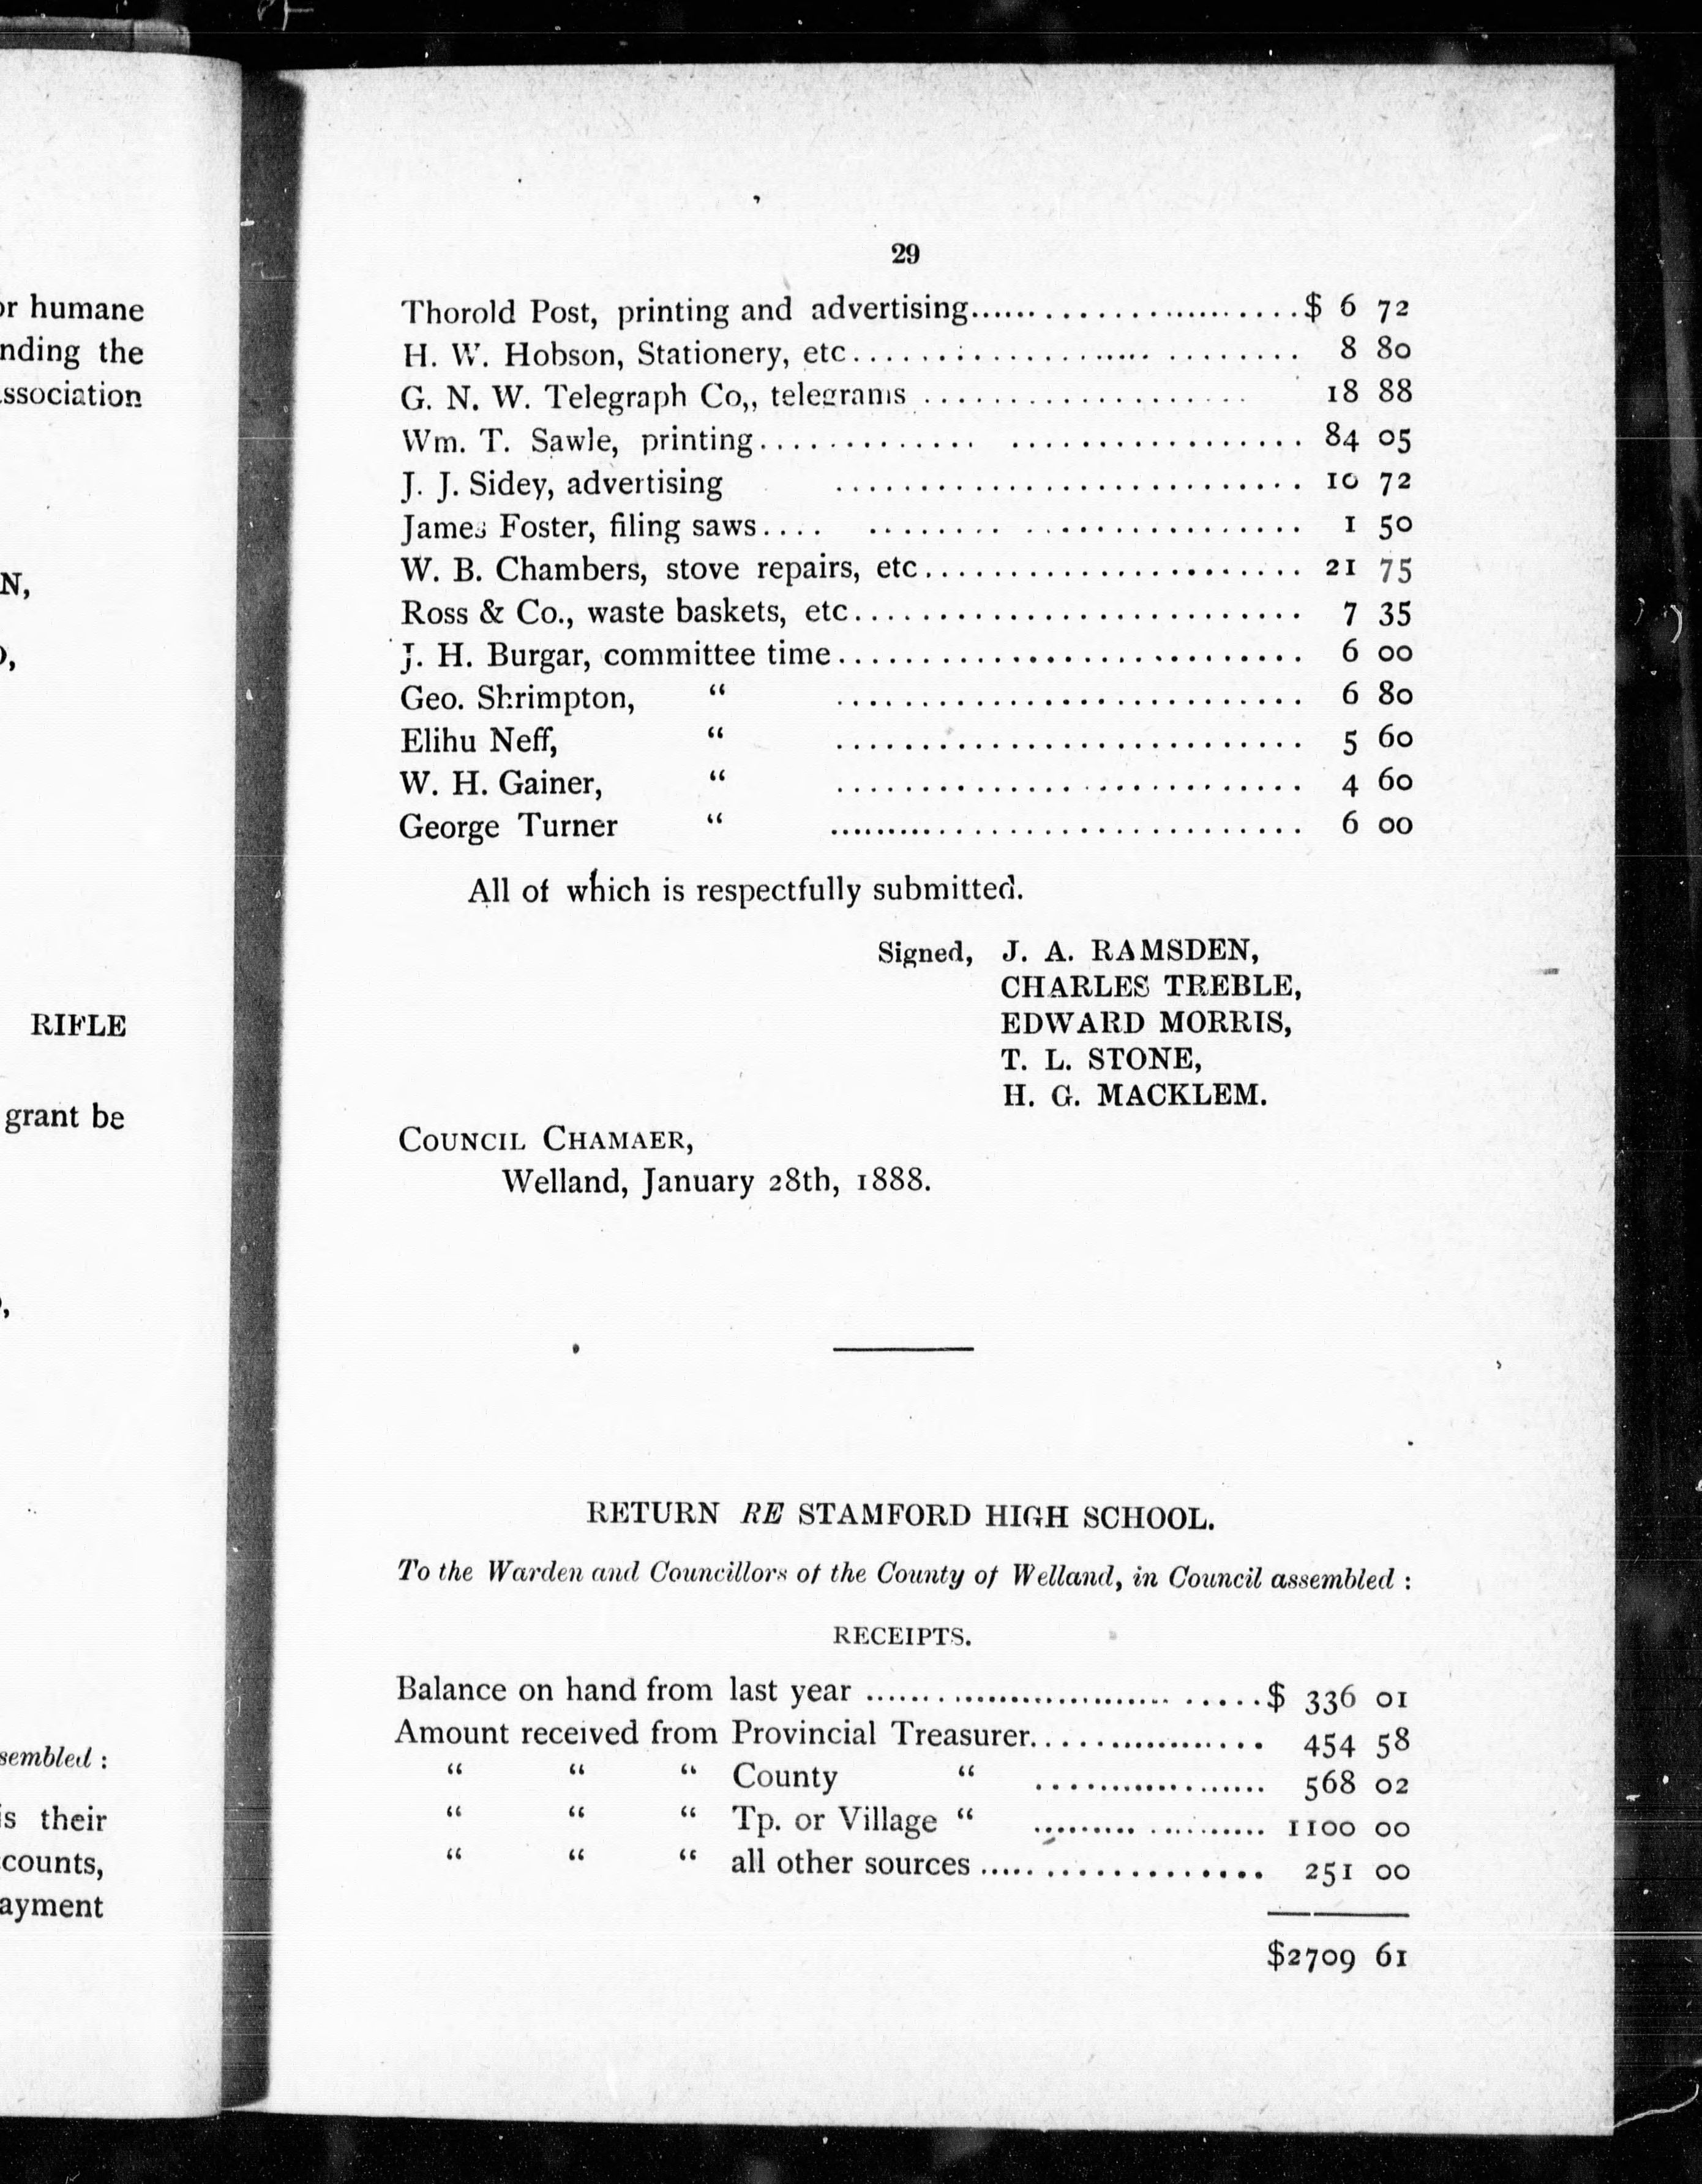 or humane
nding the
ssociation
N,
RIFLE
grant be
sembled :
is their
counts,
ayment
29
Thorold Post, printing and advertising..............................$ 6 72
H. W. Hobson, Stationery, etc.............................. 8 80
G. N. W. Telegraph Co,, telegrams .................... 18 88
Wm. T. Sawle, printing.............. ................. 84 05
J. J. Sidey, advertising ............................ 10 72
James Foster, filing saws.... ........ ................. 1 50
W. B. Chambers, stove repairs, etc....................... 21 75
Ross & Co., waste baskets, etc........................... 7 35
J. H. Burgar, committee time............................ 6 00
Geo. Shrimpton, “ ............................ 6 80
Elihu Neff, “ ............................ 5 60
W. H. Gainer, “ ............................ 4 60
George Turner “ ............................ 6 00
All of which is respectfully submitted.
Signed, J. A. RAMSDEN,
CHARLES TREBLE,
EDWARD MORRIS,
T. L. STONE,
H. G. MACKLEM.
COUNCIL CHAMAER,
Welland, January 28th, 1888.
RETURN RE STAMFORD HIGH SCHOOL.
To the Warden and Councillors of the County of Welland, in Council assembled :
RECEIPTS.
Balance on hand from last year ..............................$ 336 01
Amount received from Provincial Treasurer.................. 454 58
“ “ “ County “ .................... 568 02
“ “ “ Tp. or Village “ .................... 1100 00
“ “ “ all other sources .................... 251 00
$2709 61